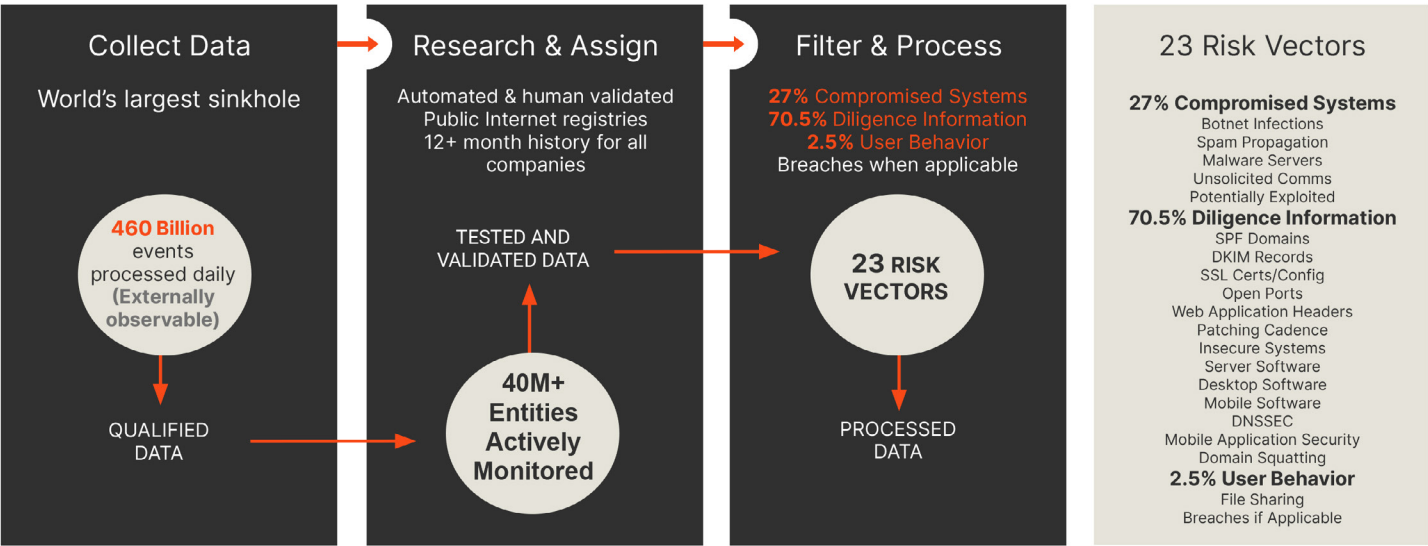 Collect Data
World's largest sinkhole
460 Billion
events
processed daily
(Externally
observable)
QUALIFIED
DATA
Research & Assign
Automated & human validated
Public Internet registries
12+ month history for all
companies
TESTED AND
VALIDATED DATA
40M+
Entities
Actively
Monitored
Filter & Process
27% Compromised Systems
70.5% Diligence Information
2.5% User Behavior
Breaches when applicable
23 RISK
VECTORS
PROCESSED
DATA
23 Risk Vectors
27% Compromised Systems
Botnet Infections
Spam Propagation
Malware Servers
Unsolicited Comms
Potentially Exploited
70.5% Diligence Information
SPF Domains
DKIM Records
SSL Certs/Config
Open Ports
Web Application Headers
Patching Cadence
Insecure Systems
Server Software
Desktop Software
Mobile Software
DNSSEC
Mobile Application Security
Domain Squatting
2.5% User Behavior
File Sharing
Breaches if Applicable